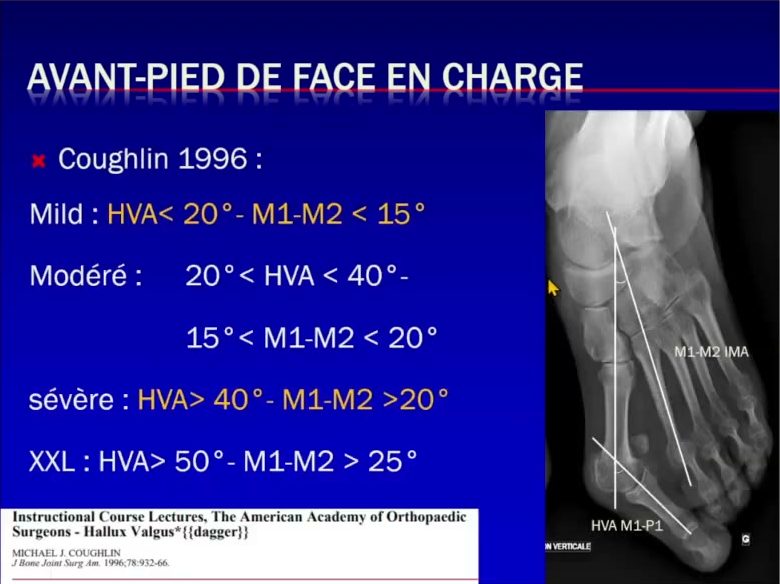 AVANT-PIED DE FACE EN CHARGE
Coughlin 1996 :
Mild : HVA< 20°- M1-M2 < 15°
Modéré : 20°< HVA < 40°-
15°< M1-M2 < 20°
sévère : HVA> 40°- M1-M2 >20°
XXL : HVA> 50°- M1-M2 > 25°
M1-M2 IMA
HVA M1-P1
ON VERTICALE
G
Instructional Course Lectures, The American Academy of Orthopaedic
Surgeons - Hallux Valgus*{{dagger}}
MICHAEL J. COUGHLIN
J Bone Joint Surg Am. 1996;78:932-66.